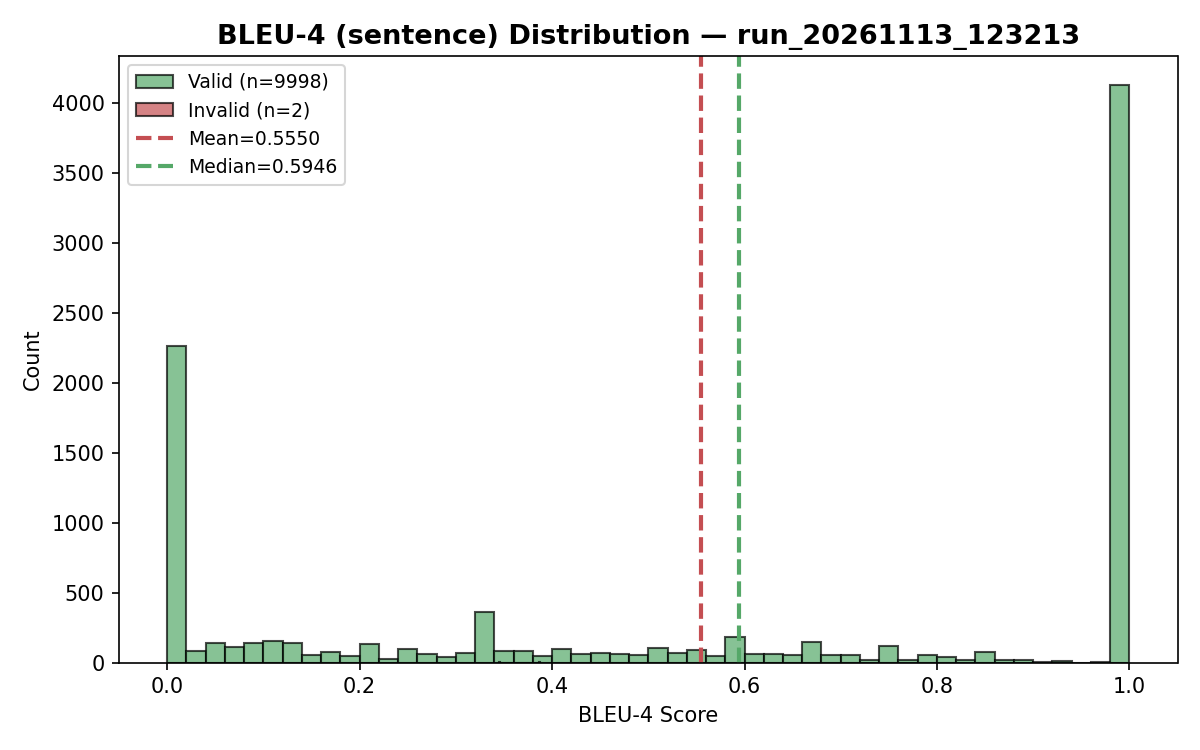 BLEU-4 (sentence) Distribution — run_20261113_123213
Valid (n=9998)
Invalid (n=2)
Mean=0.5550
Median=0.5946
Count
4000
3500
3000
2500
2000
1500
1000
500
0
0.0 0.2 0.4 0.6 0.8 1.0
BLEU-4 Score